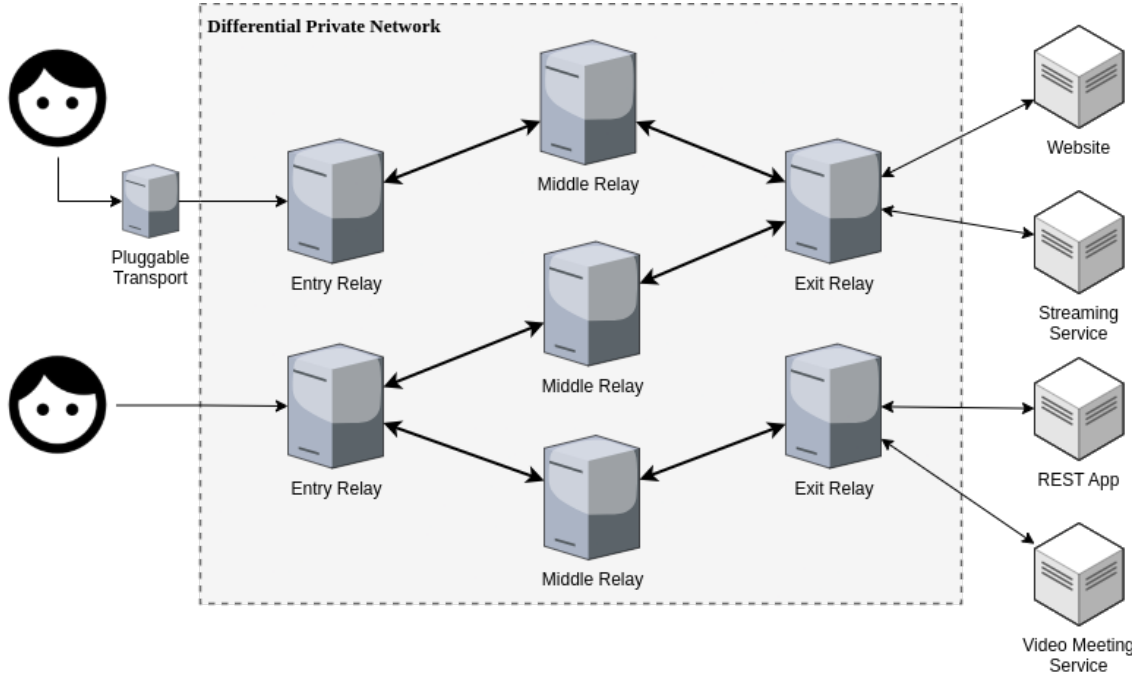 Differential Private Network
Middle Relay
Website
Pluggable
Transport
Entry Relay
Exit Relay
Streaming
Service
Middle Relay
Entry Relay
Exit Relay
REST App
Middle Relay
Video Meeting
Service